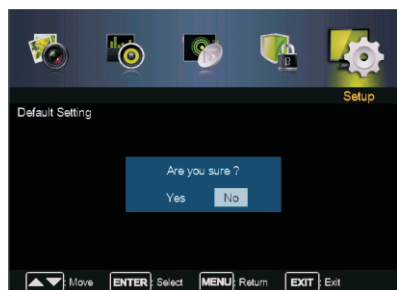 Setup
Default Setting
Are you sure ?
Yes No
▲▼: Move ENTER: Select MENU: Return EXIT: Exit